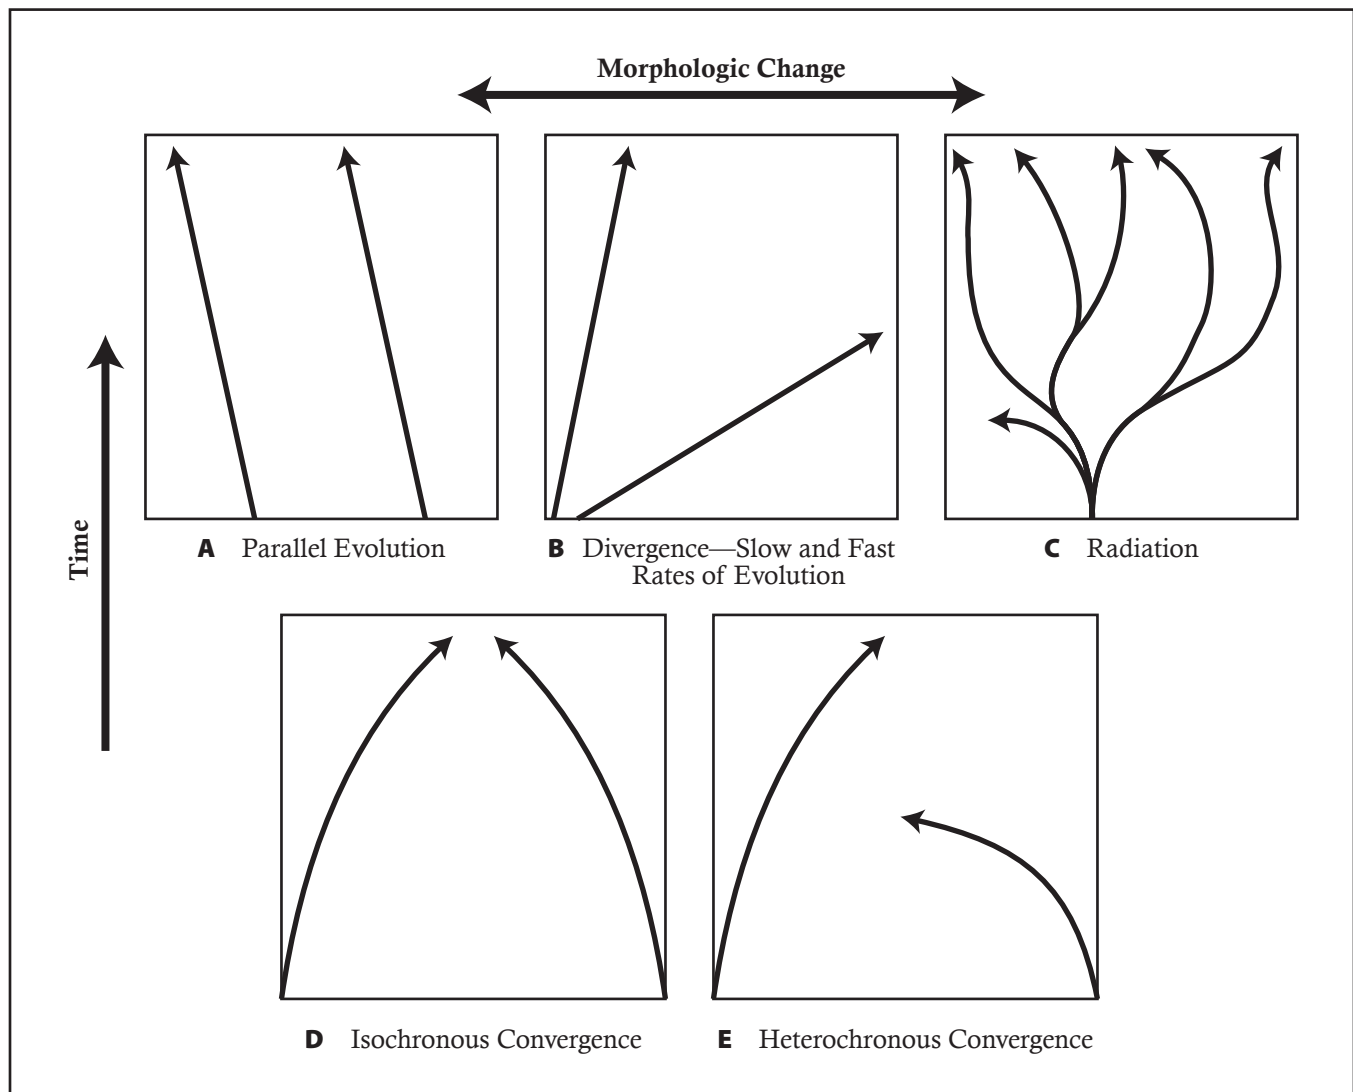 Morphologic Change
Time
A Parallel Evolution
B Divergence—Slow and Fast
Rates of Evolution
C Radiation
D Isochronous Convergence
E Heterochronous Convergence